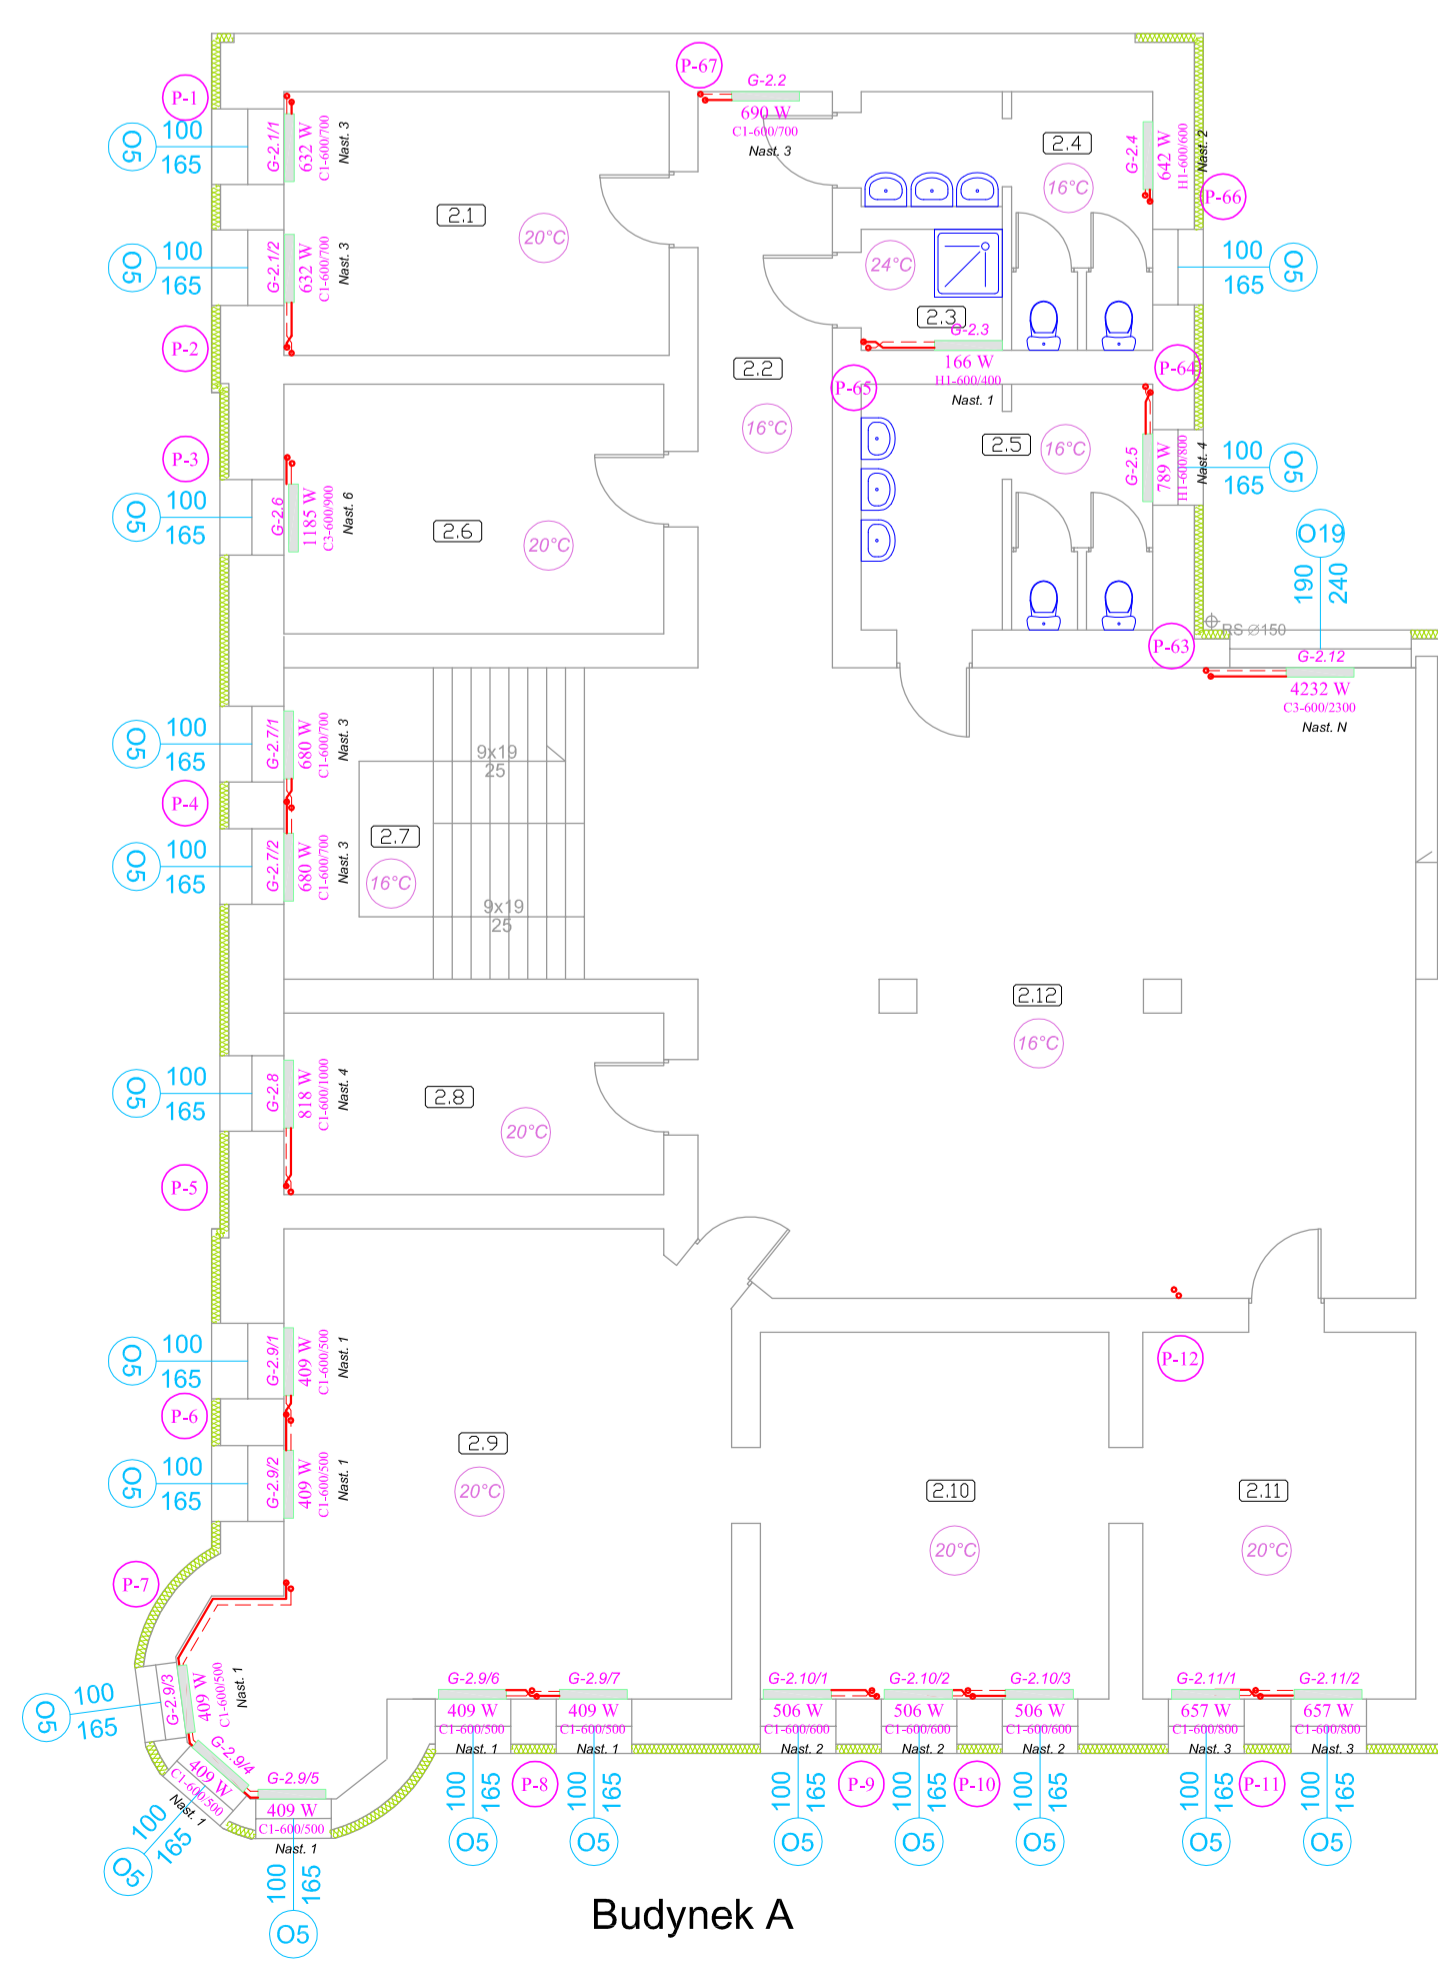 P-67
G-2.2
690 W
C1-600/700
Nast. 3
P-1
100
O5
165
G-2.1/1
632 W
C1-600/700
Nast. 3
2.1
20°C
2.4
16°C
G-2.4
642 W
H1-600/600
Nast. 2
P-66
100
O5
165
G-2.1/2
632 W
C1-600/700
Nast. 3
24°C
2.3
G-2.3
166 W
H1-600/400
Nast. 1
100
O5
165
P-2
2.2
16°C
P-65
P-64
P-3
100
O5
165
G-2.6
1185 W
C3-600/900
Nast. 6
2.6
20°C
2.5
16°C
G-2.5
789 W
H1-600/800
Nast. 4
100
O5
165
O19
190
240
RS Ø150
P-63
G-2.12
4232 W
C3-600/2300
Nast. N
100
O5
165
G-2.7/1
680 W
C1-600/700
Nast. 3
9x19
25
P-4
2.7
16°C
100
O5
165
G-2.7/2
680 W
C1-600/700
Nast. 3
9x19
25
2.12
16°C
100
O5
165
G-2.8
818 W
C1-600/1000
Nast. 4
2.8
20°C
P-5
100
O5
165
G-2.9/1
409 W
C1-600/500
Nast. 1
P-12
P-6
2.9
20°C
100
O5
165
G-2.9/2
409 W
C1-600/500
Nast. 1
2.10
20°C
2.11
20°C
P-7
100
O5
165
G-2.9/3
409 W
C1-600/500
Nast. 1
G-2.9/4
409 W
C1-600/500
Nast. 1
100
O5
165
G-2.9/5
409 W
C1-600/500
Nast. 1
100
165
O5
G-2.9/6
409 W
C1-600/500
Nast. 1
100
165
O5
P-8
G-2.9/7
409 W
C1-600/500
Nast. 1
100
165
O5
G-2.10/1
506 W
C1-600/600
Nast. 2
100
165
O5
P-9
G-2.10/2
506 W
C1-600/600
Nast. 2
100
165
O5
P-10
G-2.10/3
506 W
C1-600/600
Nast. 2
100
165
O5
G-2.11/1
657 W
C1-600/800
Nast. 3
100
165
O5
P-11
G-2.11/2
657 W
C1-600/800
Nast. 3
100
165
O5
Budynek A